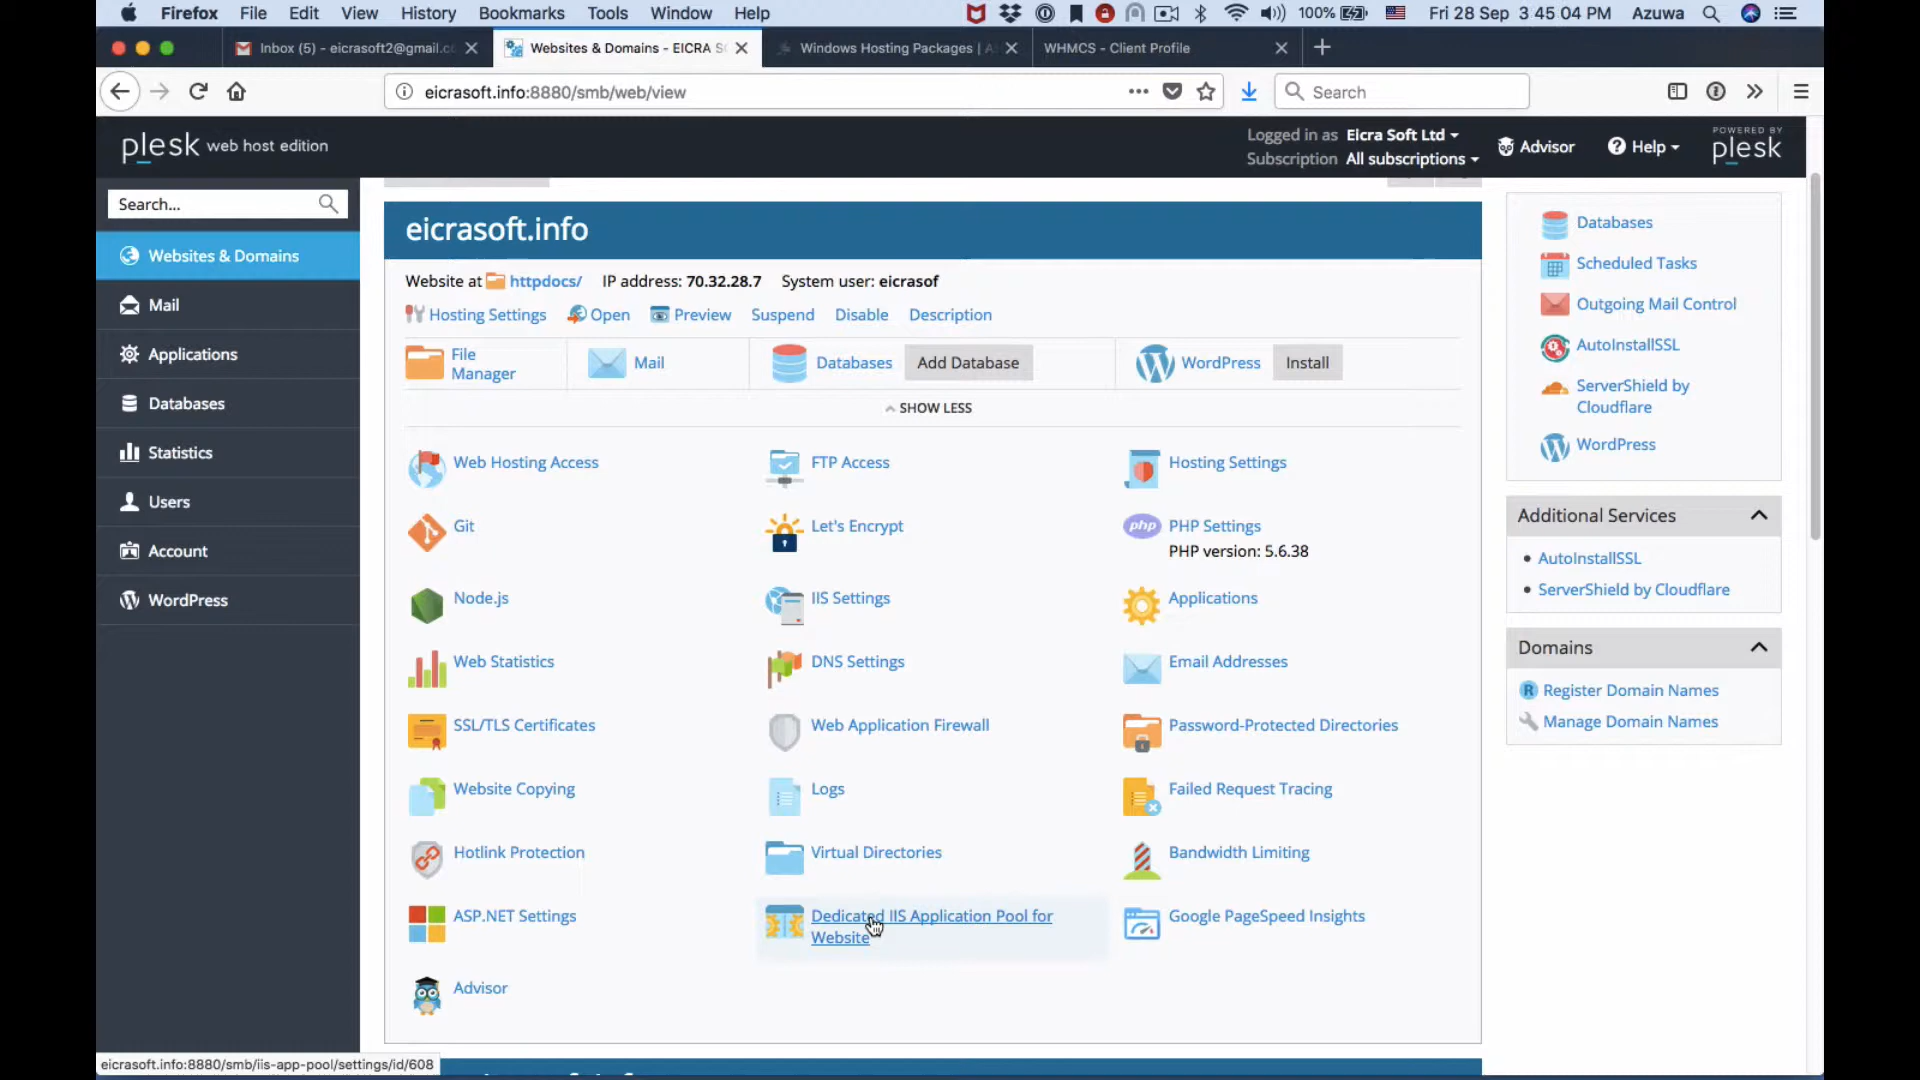 Firefox File Edit View History Bookmarks Tools Window Help 100% Fri 28 Sep 3 45 04 PM Azuwa
Inbox (5) - eicrasoft2@gmail.c Websites & Domains - EICRA S Windows Hosting Packages | A WHMCS - Client Profile
eicrasoft.info:8880/smb/web/view Search
plesk web host edition
Logged in as Eicra Soft Ltd
Subscription All subscriptions
Advisor
Help
POWERED BY
plesk
Search...
Websites & Domains
Mail
Applications
Databases
Statistics
Users
Account
WordPress
eicrasoft.info
Website at httpdocs/ IP address: 70.32.28.7 System user: eicrasof
Hosting Settings Open Preview Suspend Disable Description
File Manager
Mail
Databases Add Database
WordPress Install
SHOW LESS
Web Hosting Access FTP Access Hosting Settings
Git Let's Encrypt php PHP Settings
PHP version: 5.6.38
Node.js IIS Settings Applications
Web Statistics DNS Settings Email Addresses
SSL/TLS Certificates Web Application Firewall Password-Protected Directories
Website Copying Logs Failed Request Tracing
Hotlink Protection Virtual Directories Bandwidth Limiting
ASP.NET Settings Dedicated IIS Application Pool for Google PageSpeed Insights
Website
Advisor
Databases
Scheduled Tasks
Outgoing Mail Control
AutoInstallSSL
ServerShield by
Cloudflare
WordPress
Additional Services
AutoInstallSSL
ServerShield by Cloudflare
Domains
R Register Domain Names
Manage Domain Names
eicrasoft.info:8880/smb/iis-app-pool/settings/id/608